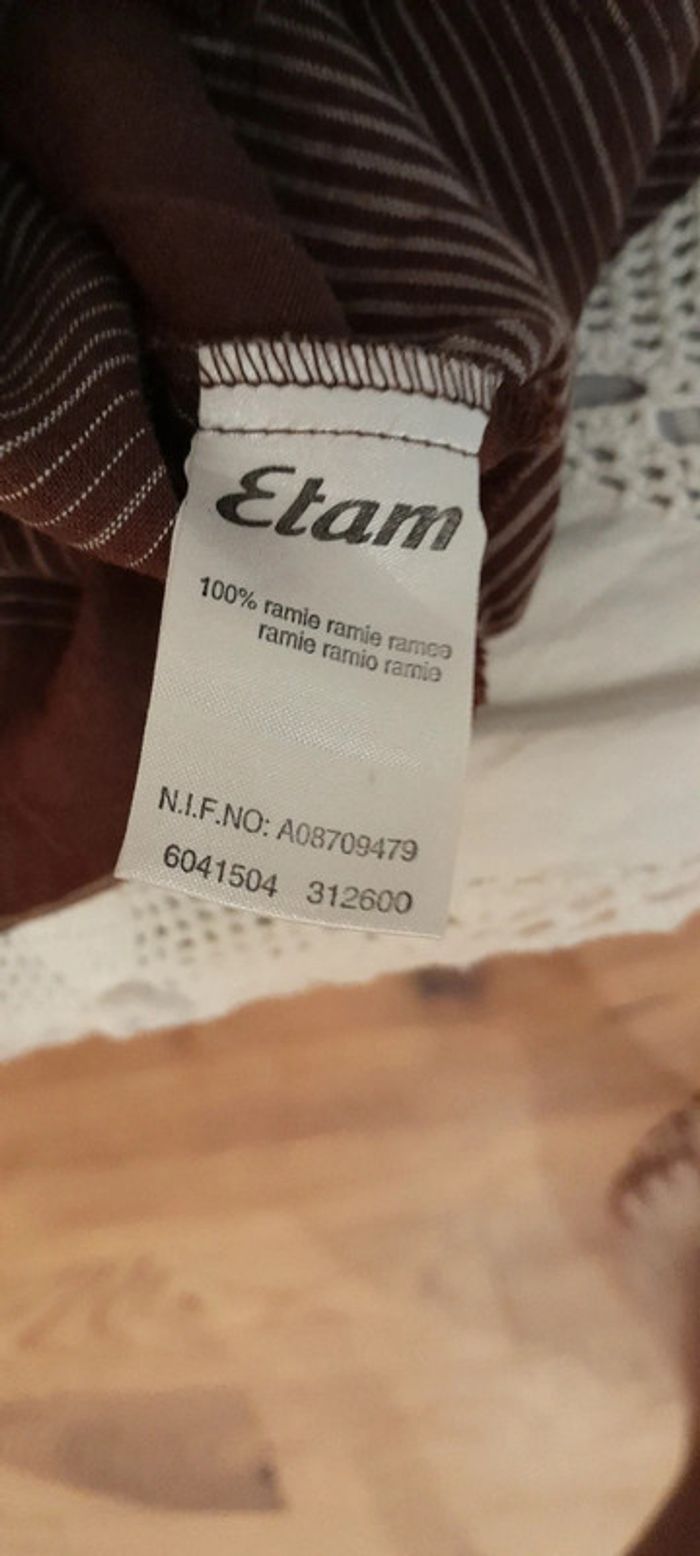 Etam
100% ramie ramie ramee
ramie ramio ramie
N.I.F.NO: A08709479
6041504 312600